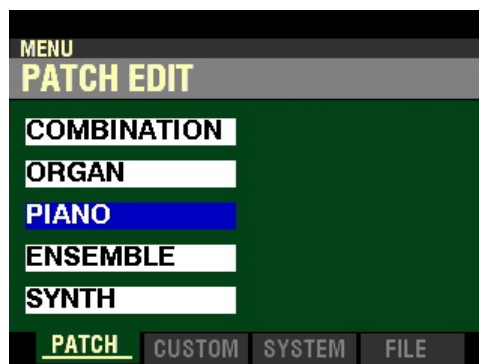 MENU
PATCH EDIT
COMBINATION
ORGAN
PIANO
ENSEMBLE
SYNTH
PATCH CUSTOM SYSTEM FILE